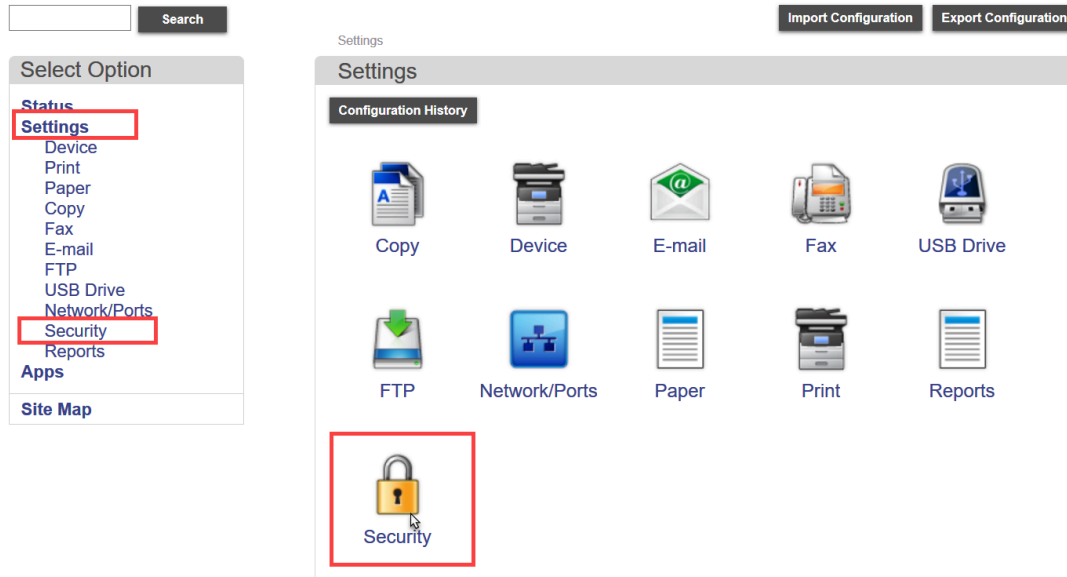 Search
Import Configuration
Export Configuration
Settings
Select Option
Status
Settings
Device
Print
Paper
Copy
Fax
E-mail
FTP
USB Drive
Network/Ports
Security
Reports
Apps
Site Map
Settings
Configuration History
A
@
Copy
Device
E-mail
Fax
USB Drive
FTP
Network/Ports
Paper
Print
Reports
Security